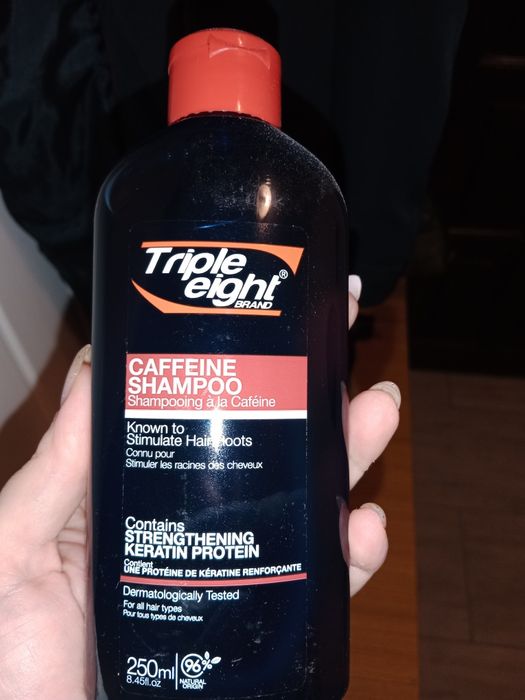 Triple
eight®
BRAND
CAFFEINE
SHAMPOO
Shampooing à la Caféine
Known to
Stimulate Hair Roots
Connu pour
Stimuler les racines des cheveux
Contains
STRENGTHENING
KERATIN PROTEIN
Contient
UNE PROTÉINE DE KÉRATINE RENFORÇANTE
Dermatologically Tested
For all hair types
Pour tous types de cheveux
250ml
8.45fl.oz
96%
NATURAL
ORIGIN